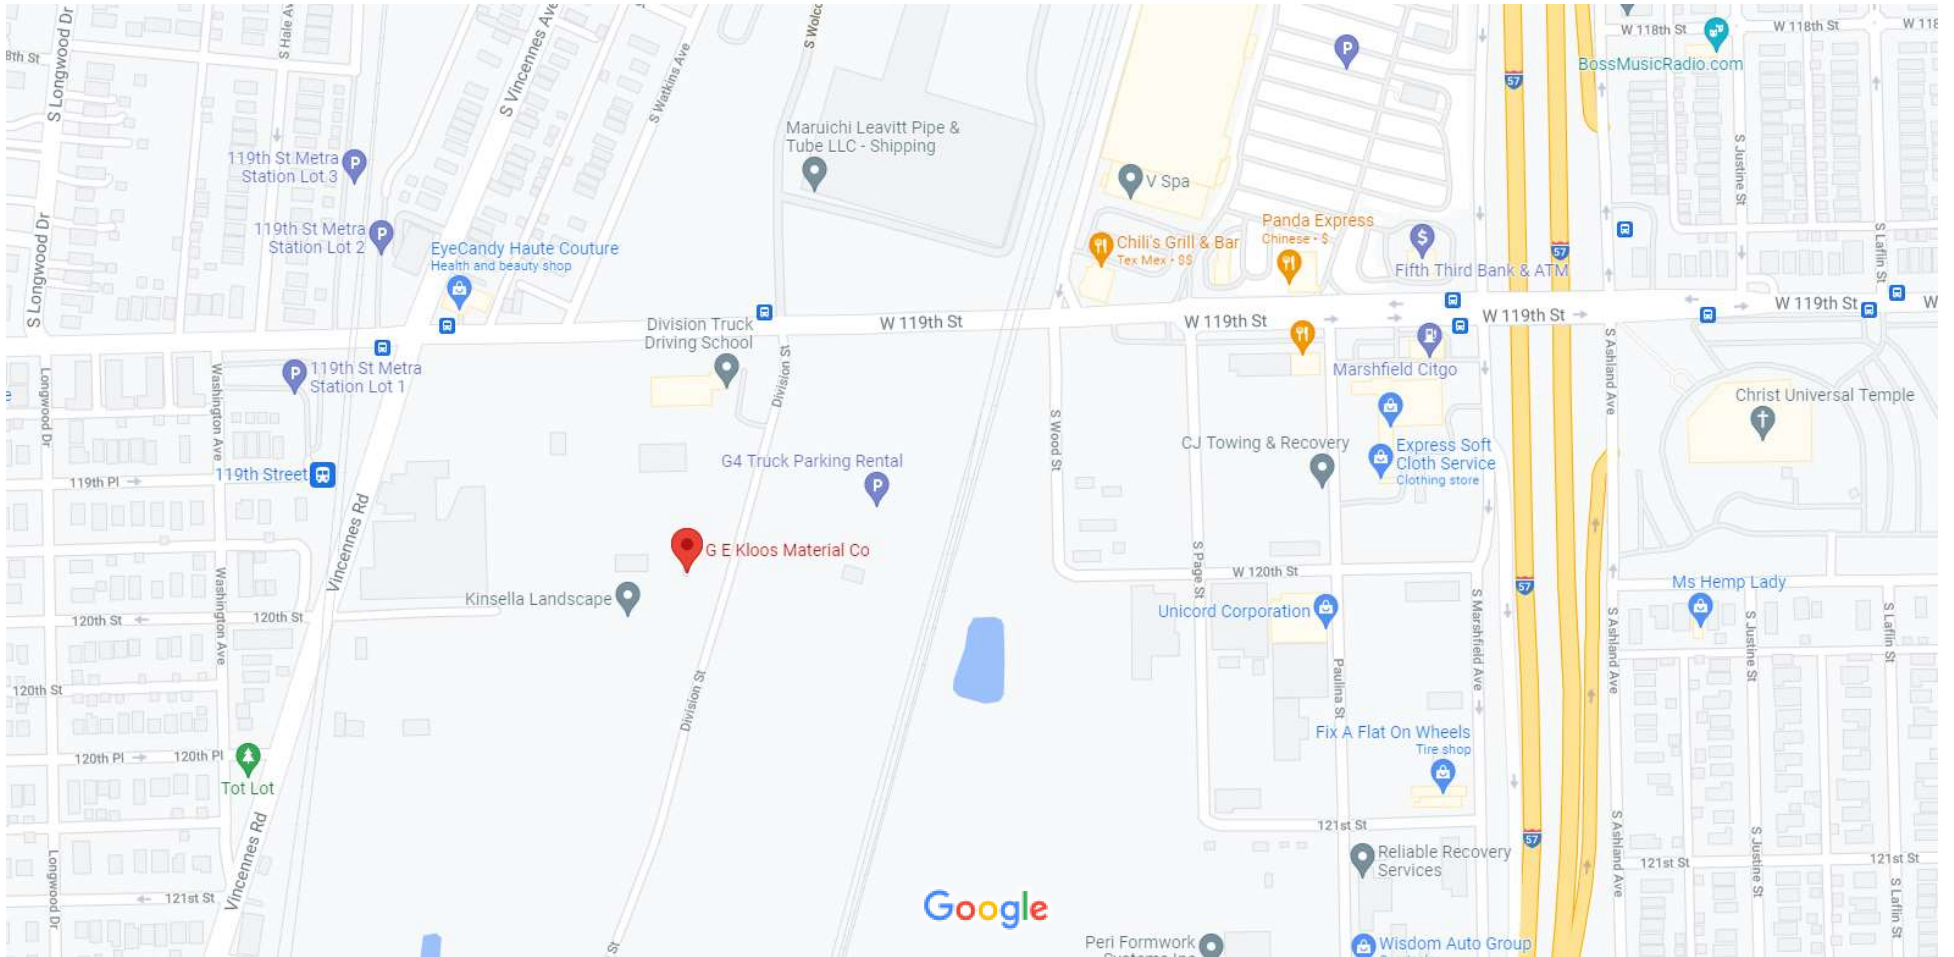 S Longwood Dr
8th St
S Hale Av
S Vincennes Ave
S Watkins Ave
S Wolco
Maruichi Leavitt Pipe &
Tube LLC - Shipping
P
57
W 118th St
W 118th St
W 118
BossMusicRadio.com
119th St Metra
Station Lot 3
P
119th St Metra
Station Lot 2
P
EyeCandy Haute Couture
Health and beauty shop
V Spa
Chili's Grill & Bar
Tex Mex • $$
Panda Express
Chinese • $
$
Fifth Third Bank & ATM
57
S Justine St
S Laflin St
S Longwood Dr
W 119th St
W 119th St
W 119th St
W 119th St
W
Division Truck
Driving School
Division St
Marshfield Citgo
S Ashland Ave
Christ Universal Temple
119th St Metra
Station Lot 1
P
e
Longwood Dr
Washington Ave
S Wood St
CJ Towing & Recovery
Express Soft
Cloth Service
Clothing store
G4 Truck Parking Rental
P
119th Street
119th Pl
Vincennes Rd
G E Kloos Material Co
Kinsella Landscape
S Page St
W 120th St
Unicord Corporation
57
Ms Hemp Lady
S Marshfield Ave
S Ashland Ave
S Justine St
S Laflin St
120th St
120th St
Washington Ave
120th St
Division St
Paulina St
120th Pl
120th Pl
Tot Lot
Fix A Flat On Wheels
Tire shop
121st St
57
Vincennes Rd
Longwood Dr
121st St
Reliable Recovery
Services
S Ashland Ave
121st St
S Justine St
121st St
S Laflin St
Google
St
Peri Formwork
Systems Inc
Wisdom Auto Group